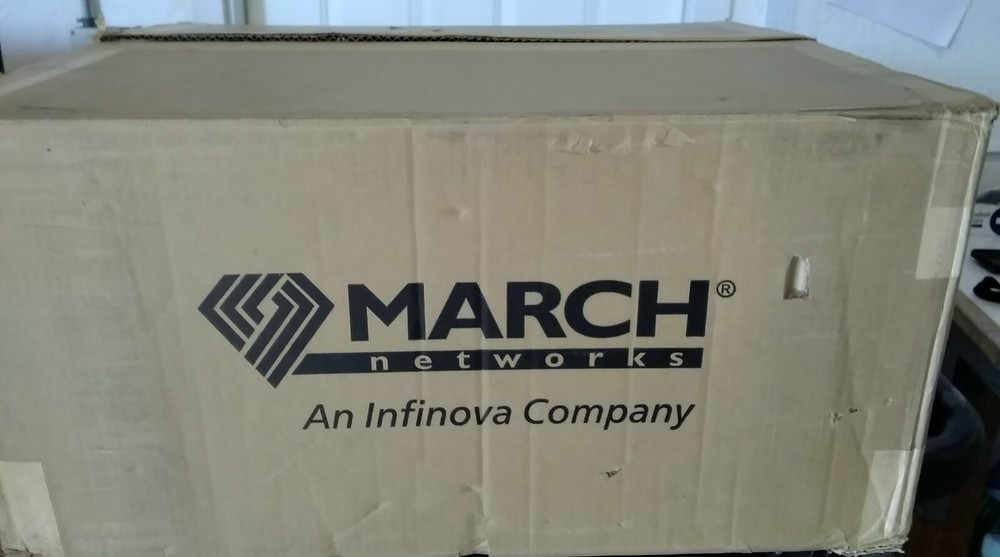 MARCH®
networks
An Infinova Company